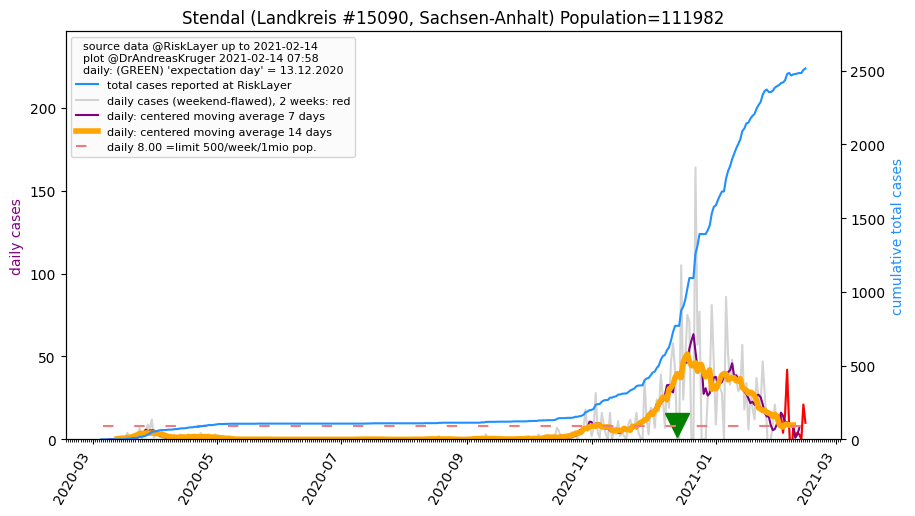 Stendal (Landkreis #15090, Sachsen-Anhalt) Population=111982
source data @RiskLayer up to 2021-02-14
plot @DrAndreasKruger 2021-02-14 07:58
daily: (GREEN) 'expectation day' = 13.12.2020
total cases reported at RiskLayer
daily cases (weekend-flawed), 2 weeks: red
daily: centered moving average 7 days
daily: centered moving average 14 days
daily 8.00 =limit 500/week/1mio pop.
daily cases
200
150
100
50
0
cumulative total cases
2500
2000
1500
1000
500
0
2020-03
2020-05
2020-07
2020-09
2020-11
2021-01
2021-03